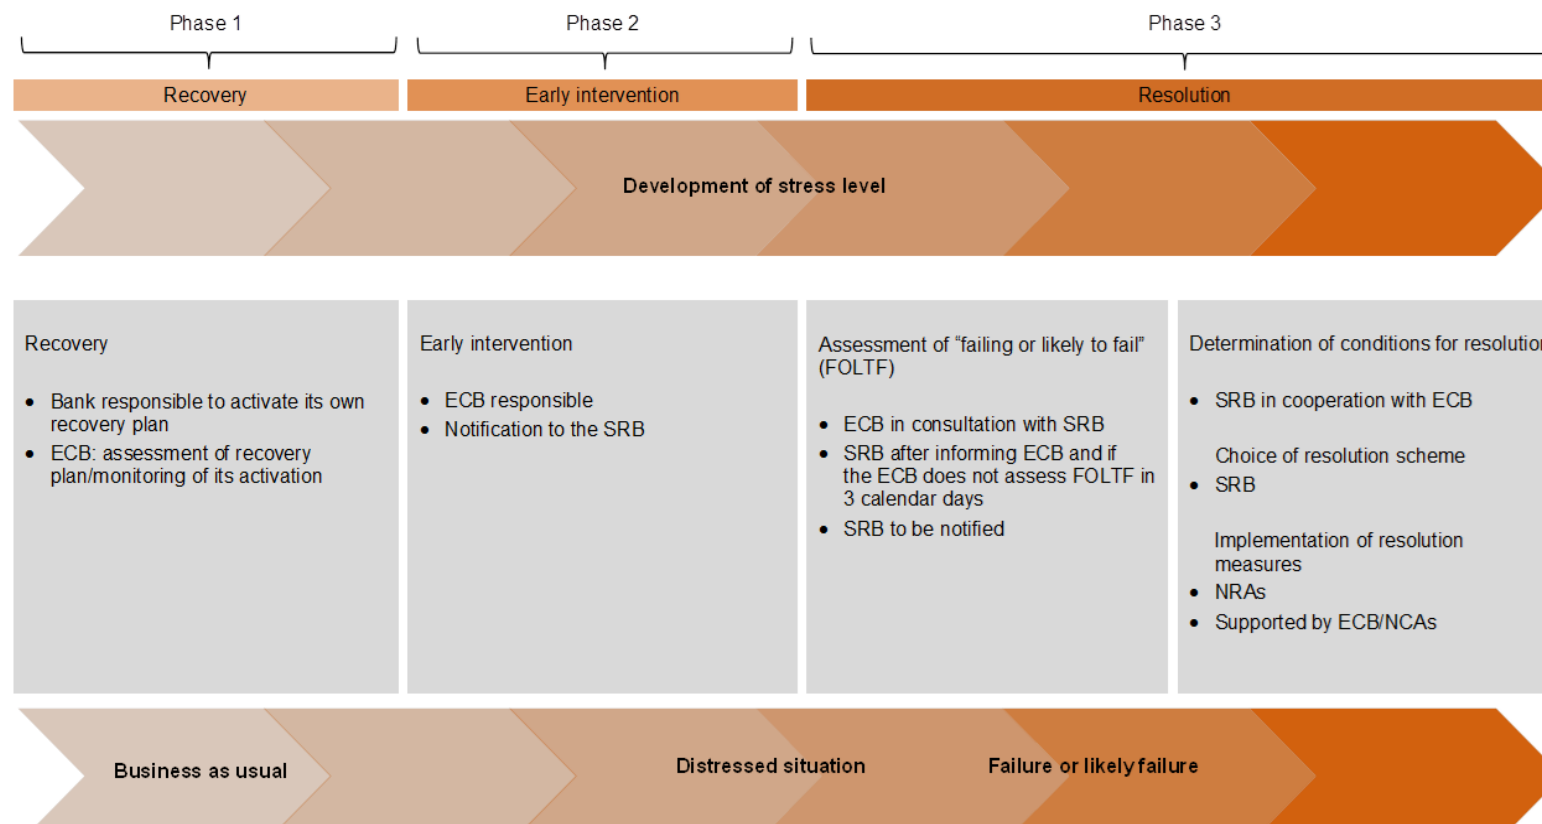 Phase 1
Phase 2
Phase 3
Recovery
Early intervention
Resolution
Development of stress level
Recovery
• Bank responsible to activate its own
recovery plan
• ECB: assessment of recovery
plan/monitoring of its activation
Early intervention
• ECB responsible
• Notification to the SRB
Assessment of “failing or likely to fail”
(FOLTF)
• ECB in consultation with SRB
• SRB after informing ECB and if
the ECB does not assess FOLTF in
3 calendar days
• SRB to be notified
Determination of conditions for resolution
• SRB in cooperation with ECB
Choice of resolution scheme
• SRB
Implementation of resolution
measures
• NRAs
• Supported by ECB/NCAs
Business as usual
Distressed situation
Failure or likely failure